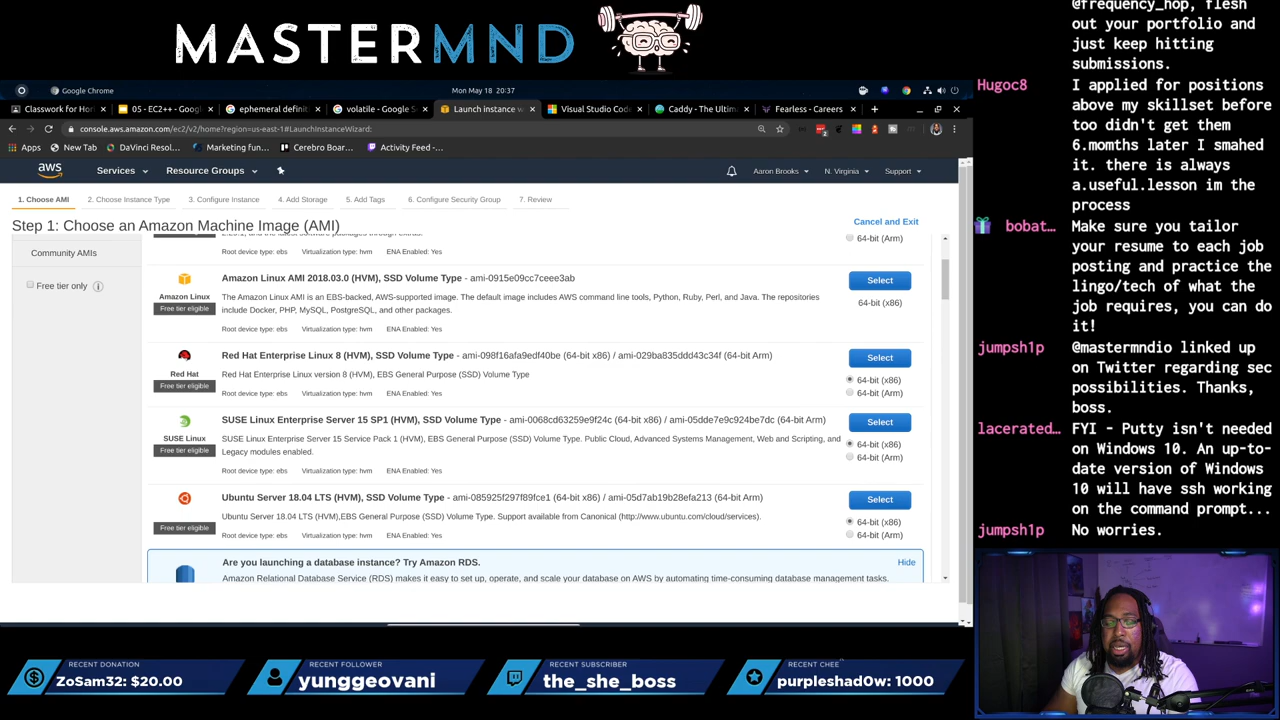 MASTERMND
Google Chrome
Mon May 18 20:37
Classwork for Hor
05 - EC2++ - Google
ephemeral definit
volatile - Google S
Launch instance w
Visual Studio Code
Caddy - The Ultim
Fearless - Careers
console.aws.amazon.com/ec2/v2/home?region=us-east-1#LaunchInstanceWizard:
Apps
New Tab
DaVinci Resol...
Marketing fun...
Cerebro Boar...
Activity Feed -...
aws
Services
Resource Groups
Aaron Brooks
N. Virginia
Support
1. Choose AMI
2. Choose Instance Type
3. Configure Instance
4. Add Storage
5. Add Tags
6. Configure Security Group
7. Review
Step 1: Choose an Amazon Machine Image (AMI)
Cancel and Exit
Community AMIs
Free tier only
64-bit (Arm)
Root device type: ebs Virtualization type: hvm ENA Enabled: Yes
Amazon Linux
Free tier eligible
Amazon Linux AMI 2018.03.0 (HVM), SSD Volume Type - ami-0915e09cc7ceee3ab
The Amazon Linux AMI is an EBS-backed, AWS-supported image. The default image includes AWS command line tools, Python, Ruby, Perl, and Java. The repositories
include Docker, PHP, MySQL, PostgreSQL, and other packages.
Root device type: ebs Virtualization type: hvm ENA Enabled: Yes
Select
64-bit (x86)
Red Hat
Free tier eligible
Red Hat Enterprise Linux 8 (HVM), SSD Volume Type - ami-098f16afa9edf40be (64-bit x86) / ami-029ba835ddd43c34f (64-bit Arm)
Red Hat Enterprise Linux version 8 (HVM), EBS General Purpose (SSD) Volume Type
Root device type: ebs Virtualization type: hvm ENA Enabled: Yes
Select
64-bit (x86)
64-bit (Arm)
SUSE Linux
Free tier eligible
SUSE Linux Enterprise Server 15 SP1 (HVM), SSD Volume Type - ami-0068cd63259e9f24c (64-bit x86) / ami-05dde7e9c924be7dc (64-bit Arm)
SUSE Linux Enterprise Server 15 Service Pack 1 (HVM), EBS General Purpose (SSD) Volume Type. Public Cloud, Advanced Systems Management, Web and Scripting, and
Legacy modules enabled.
Root device type: ebs Virtualization type: hvm ENA Enabled: Yes
Select
64-bit (x86)
64-bit (Arm)
Free tier eligible
Ubuntu Server 18.04 LTS (HVM), SSD Volume Type - ami-085925f297f89fce1 (64-bit x86) / ami-05d7ab19b28efa213 (64-bit Arm)
Ubuntu Server 18.04 LTS (HVM),EBS General Purpose (SSD) Volume Type. Support available from Canonical (http://www.ubuntu.com/cloud/services).
Root device type: ebs Virtualization type: hvm ENA Enabled: Yes
Select
64-bit (x86)
64-bit (Arm)
Are you launching a database instance? Try Amazon RDS.
Hide
Amazon Relational Database Service (RDS) makes it easy to set up, operate, and scale your database on AWS by automating time-consuming database management tasks.
@frequency_hop, flesh
out your portfolio and
just keep hitting
submissions.
Hugoc8
I applied for positions
above my skillset before
too didn't get them
6.momths later I smahed
it. there is always
a.useful.lesson im the
process
bobat…
Make sure you tailor
your resume to each job
posting and practice the
lingo/tech of what the
job requires, you can do
it!
jumpsh1p
@mastermndio linked up
on Twitter regarding sec
possibilities. Thanks,
boss.
lacerated…
FYI - Putty isn't needed
on Windows 10. An up-to-
date version of Windows
10 will have ssh working
on the command prompt...
jumpsh1p
No worries.
RECENT DONATION
ZoSam32: $20.00
RECENT FOLLOWER
yunggeovani
RECENT SUBSCRIBER
the_she_boss
RECENT CHEE
purpleshad0w: 1000